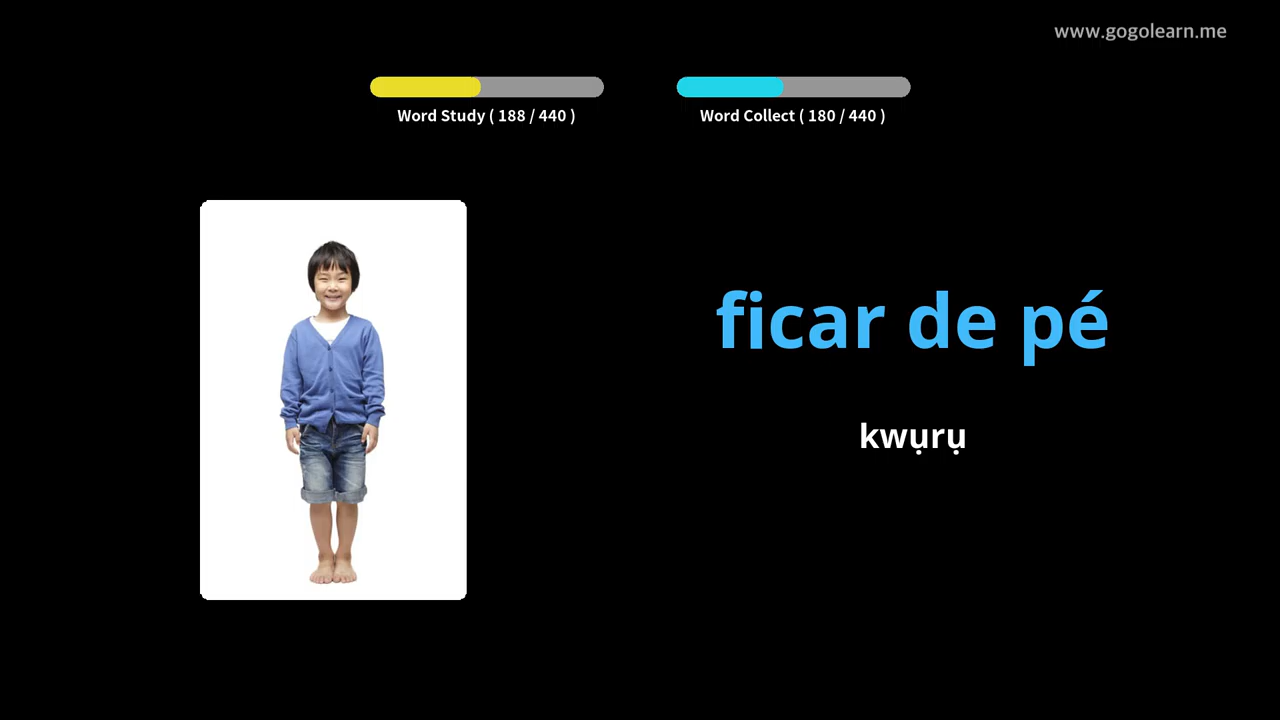 www.gogolearn.me
Word Study ( 188 / 440 )
Word Collect ( 180 / 440 )
ficar de pé
kwụrụ